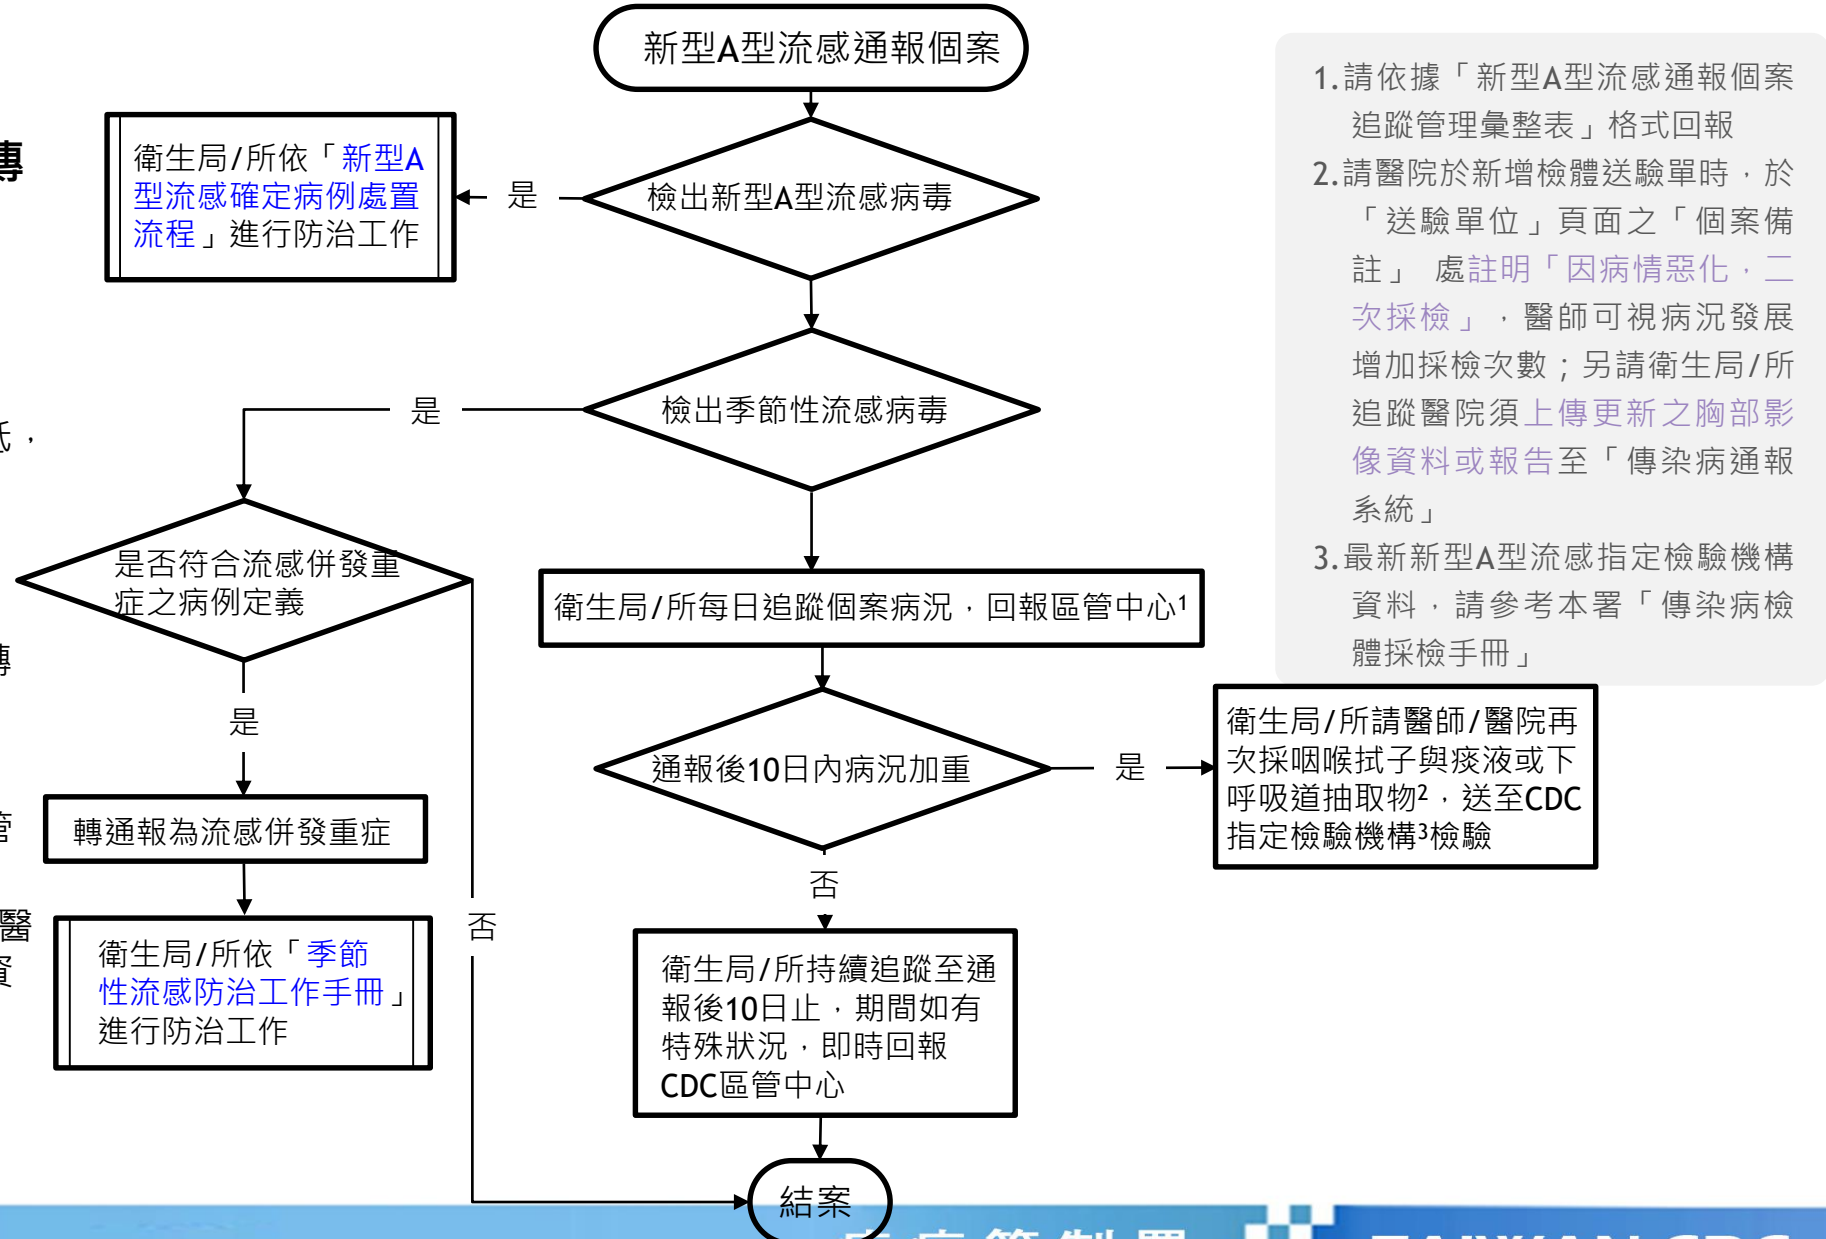 新型A型流感通報個案
檢出新型A型流感病毒
是
衛生局/所依「新型A
型流感確定病例處置
流程」進行防治工作
檢出季節性流感病毒
是
是否符合流感併發重
症之病例定義
是
轉通報為流感併發重症
衛生局/所依「季節
性流感防治工作手冊」
進行防治工作
否
衛生局/所每日追蹤個案病況，回報區管中心1
通報後10日內病況加重
是
衛生局/所請醫師/醫院再
次採咽喉拭子與痰液或下
呼吸道抽取物2，送至CDC
指定檢驗機構3檢驗
否
衛生局/所持續追蹤至通
報後10日止，期間如有
特殊狀況，即時回報
CDC區管中心
結案
1.請依據「新型A型流感通報個案
追蹤管理彙整表」格式回報
2.請醫院於新增檢體送驗單時，於
「送驗單位」頁面之「個案備
註」 處註明「因病情惡化，二
次採檢」，醫師可視病況發展
增加採檢次數；另請衛生局/所
追蹤醫院須上傳更新之胸部影
像資料或報告至「傳染病通報
系統」
3.最新新型A型流感指定檢驗機構
資料，請參考本署「傳染病檢
體採檢手冊」
傳
，
轉
管
醫
資
疾病管制署
TAIWAN CDC